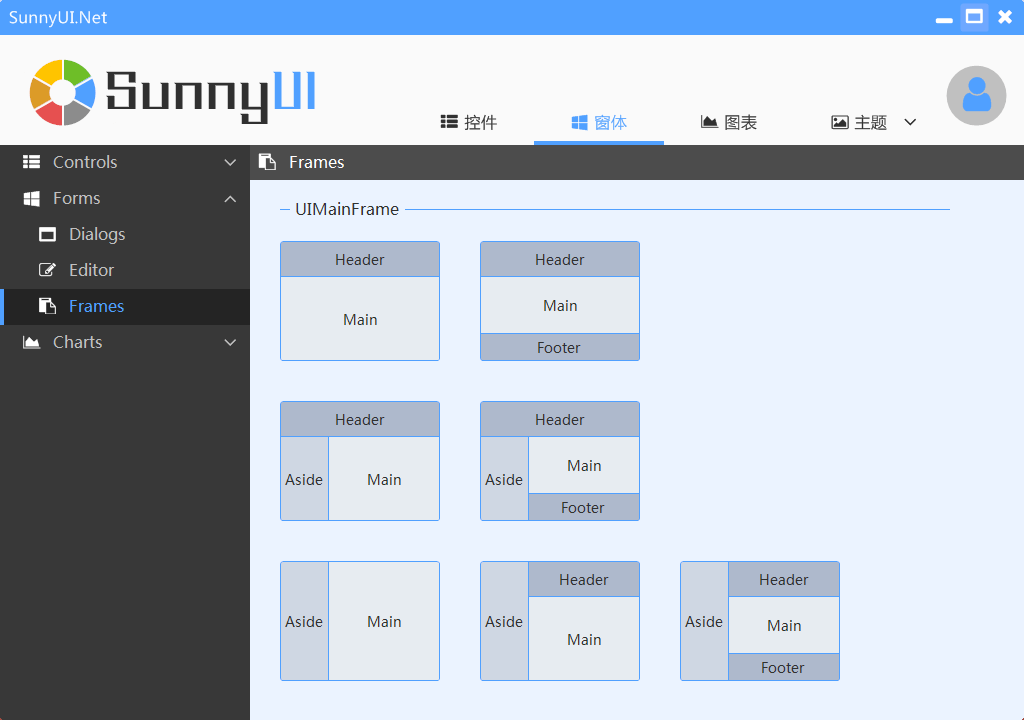 SunnyUI.Net
SunnyUI
控件 窗体 图表 主题
Controls
Forms
Dialogs
Editor
Frames
Charts
Frames
UIMainFrame
Header Header
Main Main
Footer
Header Header
Aside Main Aside Main
Footer
Aside Main Aside Header Main Aside Header Main Footer